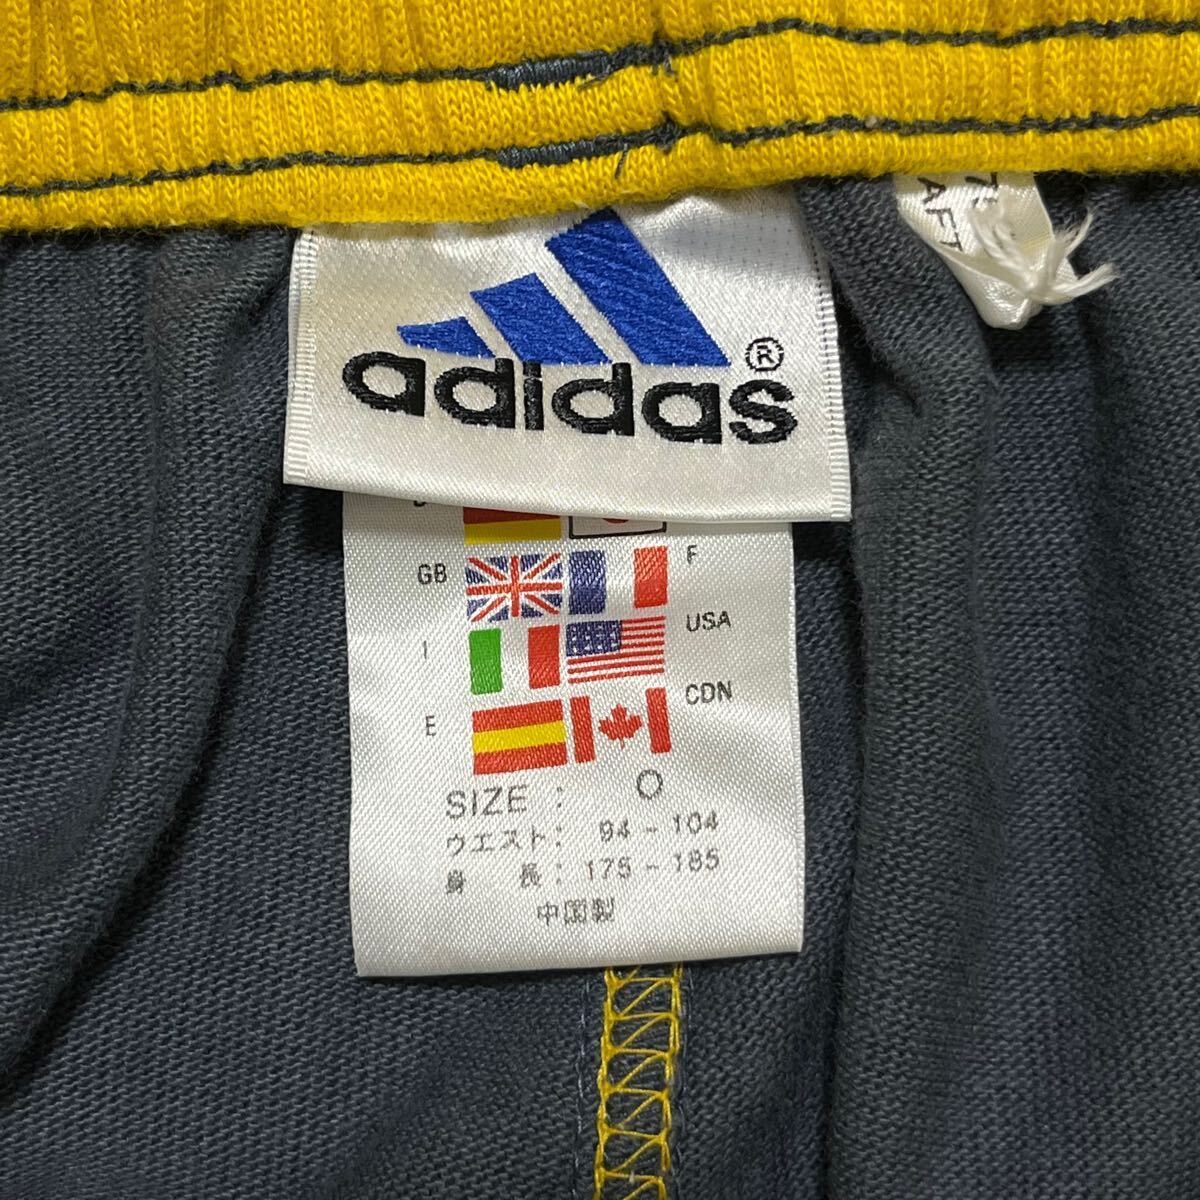 adidas®
GB
F
I
USA
E
CDN
SIZE : O
ウエスト: 94 - 104
身長: 175 - 185
中国製